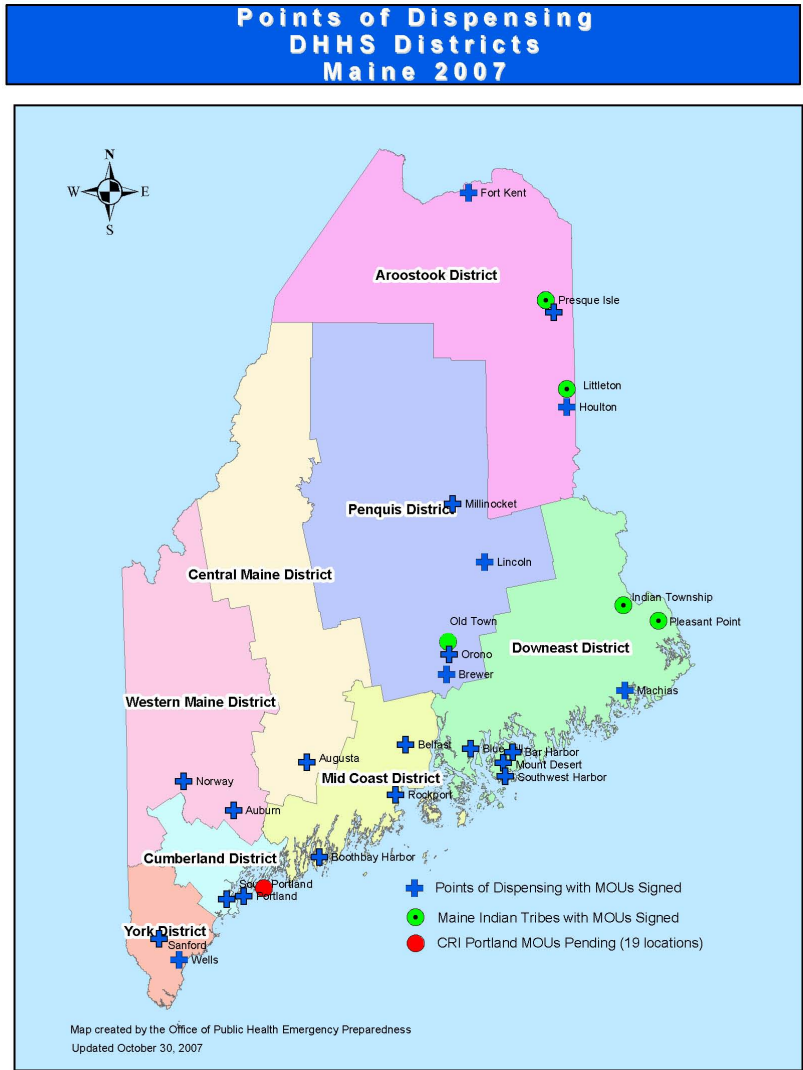 Points of Dispensing
DHHS Districts
Maine 2007
N
W
E
S
Fort Kent
Aroostook District
Presque Isle
Littleton
Houlton
Millinocket
Penquis District
Lincoln
Central Maine District
Indian Township
Pleasant Point
Old Town
Orono
Downeast District
Brewer
Machias
Western Maine District
Belfast
Blue Hill
Bar Harbor
Augusta
Mount Desert
Mid Coast District
Southwest Harbor
Norway
Rockport
Auburn
Cumberland District
Boothbay Harbor
South Portland
Portland
Points of Dispensing with MOUs Signed
Maine Indian Tribes with MOUs Signed
York District
Sanford
CRI Portland MOUs Pending (19 locations)
Wells
Map created by the Office of Public Health Emergency Preparedness
Updated October 30, 2007